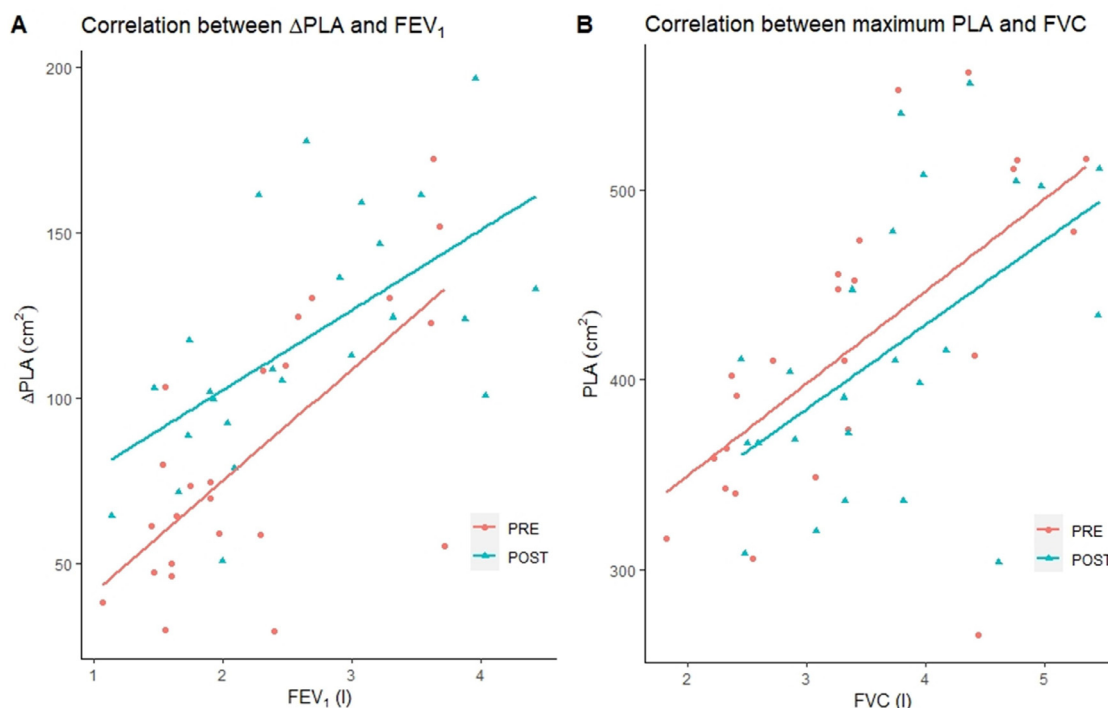 A
Correlation between ΔPLA and FEV₁
200
150
100
50
ΔPLA (cm²)
1 2 3 4
FEV₁ (l)
PRE
POST
B
Correlation between maximum PLA and FVC
500
400
300
PLA (cm²)
2 3 4 5
FVC (l)
PRE
POST